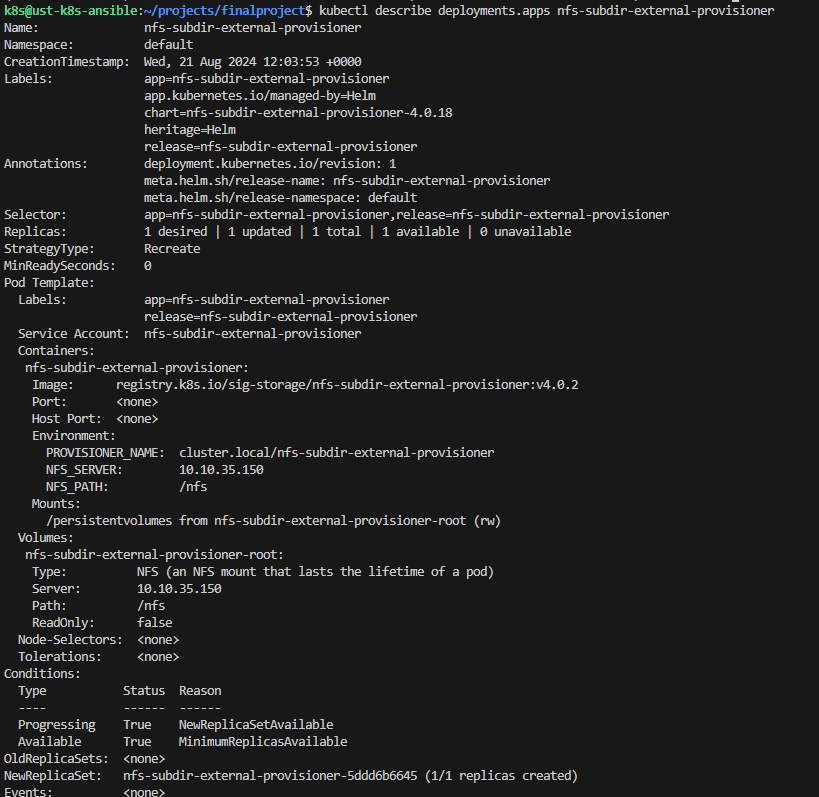 k8s@ust-k8s-ansible:~/projects/finalproject$ kubectl describe deployments.apps nfs-subdir-external-provisioner
Name:                   nfs-subdir-external-provisioner
Namespace:              default
CreationTimestamp:      Wed, 21 Aug 2024 12:03:53 +0000
Labels:                 app=nfs-subdir-external-provisioner
                        app.kubernetes.io/managed-by=Helm
                        chart=nfs-subdir-external-provisioner-4.0.18
                        heritage=Helm
                        release=nfs-subdir-external-provisioner
Annotations:            deployment.kubernetes.io/revision: 1
                        meta.helm.sh/release-name: nfs-subdir-external-provisioner
                        meta.helm.sh/release-namespace: default
Selector:               app=nfs-subdir-external-provisioner,release=nfs-subdir-external-provisioner
Replicas:               1 desired | 1 updated | 1 total | 1 available | 0 unavailable
StrategyType:           Recreate
MinReadySeconds:        0
Pod Template:
  Labels:           app=nfs-subdir-external-provisioner
                    release=nfs-subdir-external-provisioner
  Service Account:  nfs-subdir-external-provisioner
  Containers:
   nfs-subdir-external-provisioner:
    Image:      registry.k8s.io/sig-storage/nfs-subdir-external-provisioner:v4.0.2
    Port:       <none>
    Host Port:  <none>
    Environment:
      PROVISIONER_NAME:  cluster.local/nfs-subdir-external-provisioner
      NFS_SERVER:        10.10.35.150
      NFS_PATH:          /nfs
    Mounts:
      /persistentvolumes from nfs-subdir-external-provisioner-root (rw)
  Volumes:
   nfs-subdir-external-provisioner-root:
    Type:          NFS (an NFS mount that lasts the lifetime of a pod)
    Server:        10.10.35.150
    Path:          /nfs
    ReadOnly:      false
  Node-Selectors:  <none>
  Tolerations:     <none>
Conditions:
  Type           Status  Reason
  ----           ------  ------
  Progressing    True    NewReplicaSetAvailable
  Available      True    MinimumReplicasAvailable
OldReplicaSets:  <none>
NewReplicaSet:   nfs-subdir-external-provisioner-5ddd6b6645 (1/1 replicas created)
Events:          <none>